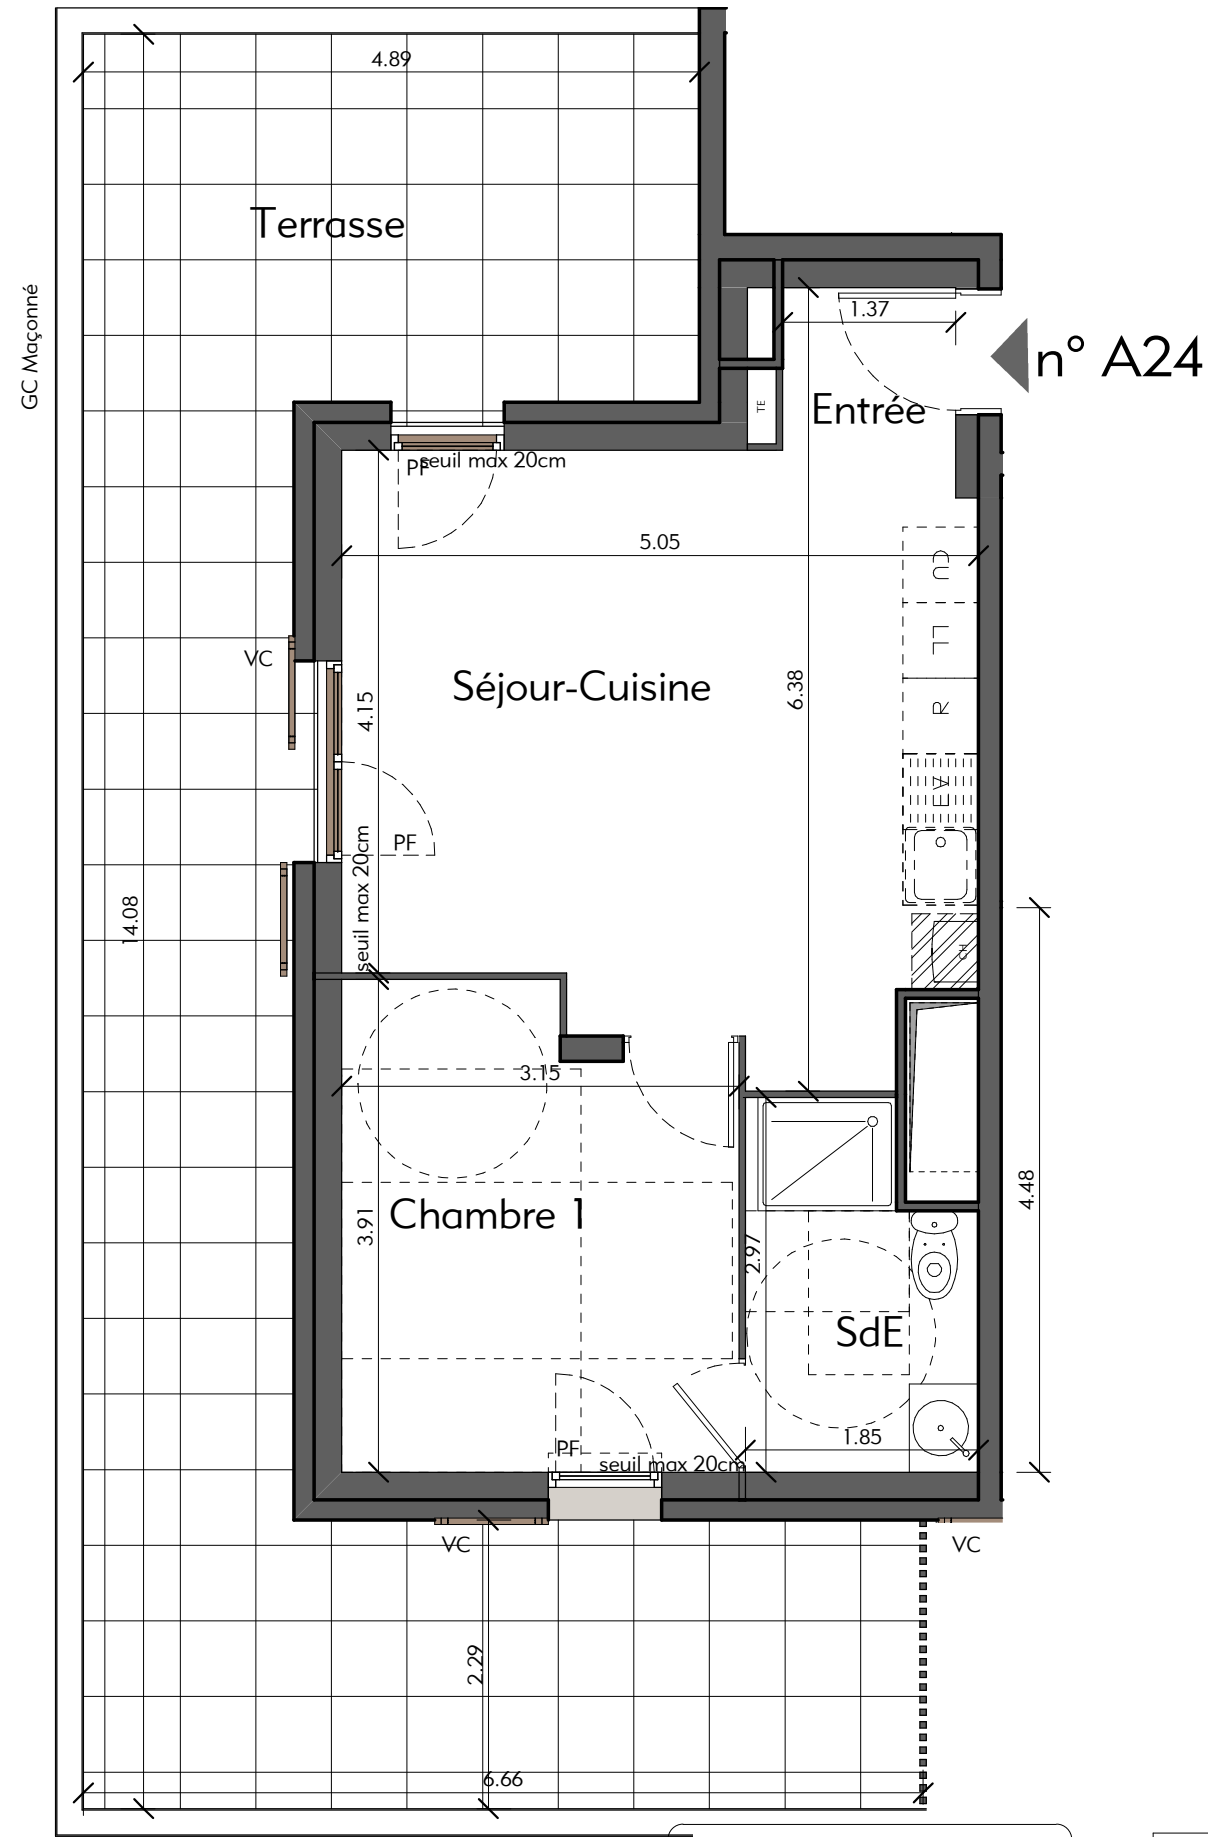 4.89
Terrasse
GC Maçonné
1.37
n° A24
TE
Entrée
PF
seuil max 20cm
5.05
CU
LL
VC
Séjour-Cuisine
6.38
4.15
R
EV
PF
seuil max 20cm
14.08
CH
3.15
4.48
Chambre 1
3.91
2.97
SdE
1.85
PF
seuil max 20cm
VC
VC
2.29
6.66